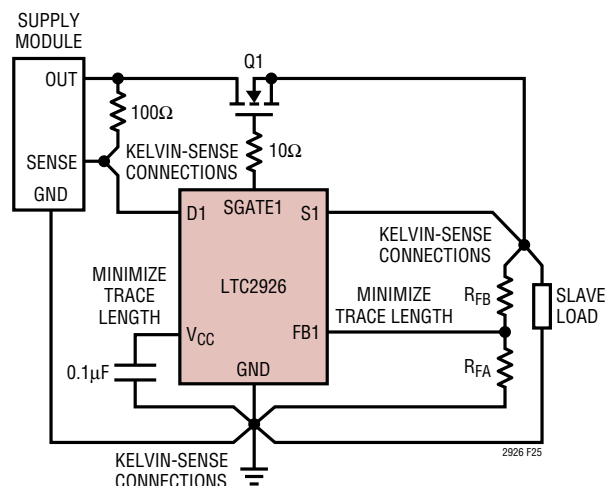 SUPPLY
MODULE
OUT
Q1
100Ω
SENSE
KELVIN-SENSE
CONNECTIONS
10Ω
GND
D1
SGATE1
S1
KELVIN-SENSE
CONNECTIONS
MINIMIZE
TRACE
LENGTH
LTC2926
MINIMIZE
TRACE LENGTH
RFB
SLAVE
LOAD
VCC
FB1
0.1µF
GND
RFA
2926 F25
KELVIN-SENSE
CONNECTIONS